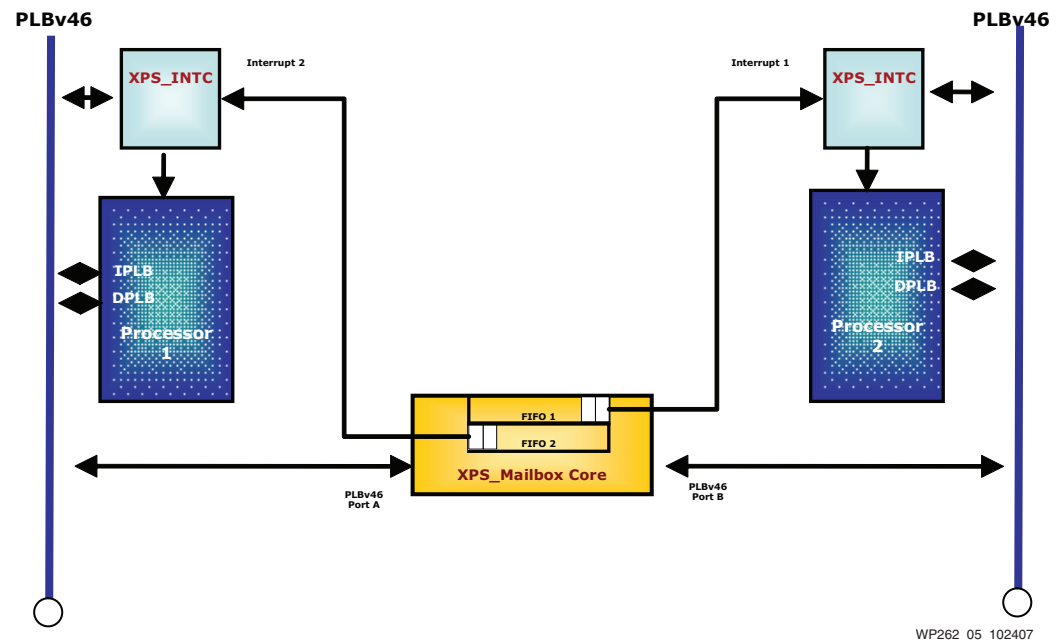 PLBv46
PLBv46
XPS_INTC
Interrupt 2
Interrupt 1
XPS_INTC
IPLB
DPLB
Processor
1
IPLB
DPLB
Processor
2
FIFO 1
FIFO 2
XPS_Mailbox Core
PLBv46
Port A
PLBv46
Port B
WP262_05_102407